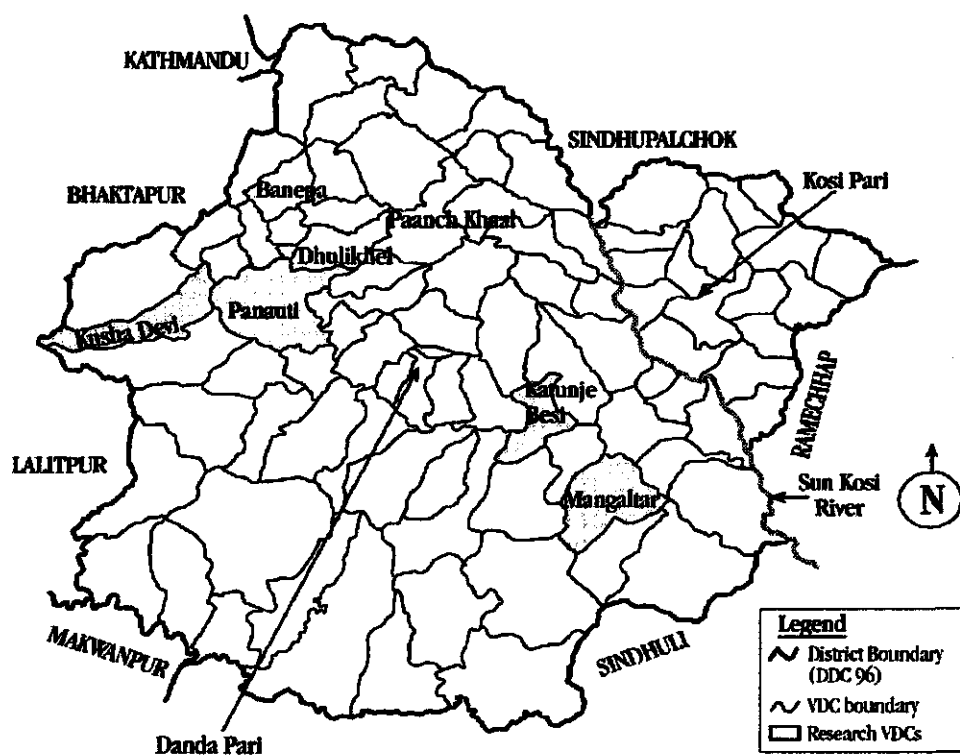 KATHMANDU
SINDHUPALCHOK
Kosi Pari
BHAKTAPUR
Banepa
Paanch Khaal
Dhulikhel
Panauti
Kusha Devi
RAMECHHAP
Katunje
Besi
LALITPUR
Mangaltar
Sun Kosi
River
N
MAKWANPUR
SINDHULI
Danda Pari
Legend
District Boundary
(DDC 96)
VDC boundary
Research VDCs